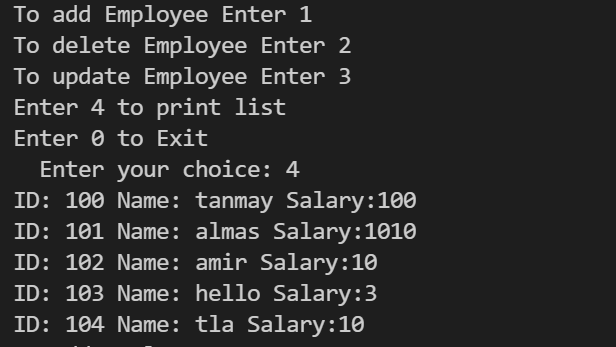 To add Employee Enter 1
To delete Employee Enter 2
To update Employee Enter 3
Enter 4 to print list
Enter 0 to Exit
  Enter your choice: 4
ID: 100 Name: tanmay Salary:100
ID: 101 Name: almas Salary:1010
ID: 102 Name: amir Salary:10
ID: 103 Name: hello Salary:3
ID: 104 Name: tla Salary:10